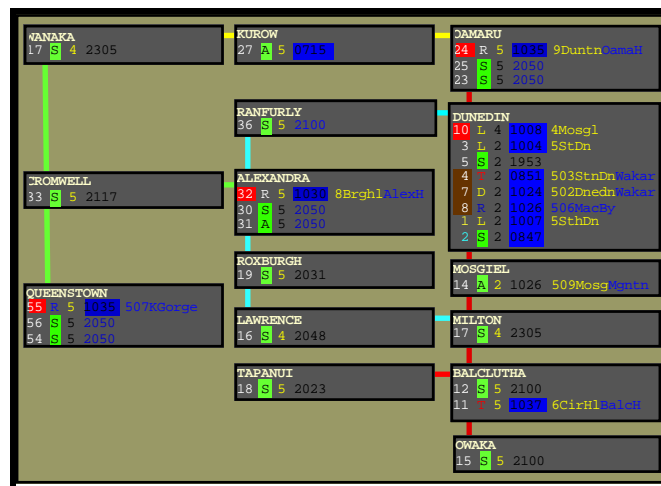 WANAKA
17 S 4 2305
KUROW
27 A 5 0715
OAMARU
24 R 5 1035 9DuntnOamaH
25 S 5 2050
23 S 5 2050
RANFURLY
36 S 5 2100
DUNEDIN
10 L 4 1008 4Mosgl
3 L 2 1004 5StDn
5 S 2 1953
4 T 2 0851 503StnDnWakar
7 D 2 1024 502DnednWakar
8 R 2 1026 506MacBy
1 L 2 1007 5SthDn
2 S 2 0847
CROMWELL
33 S 5 2117
ALEXANDRA
32 R 5 1030 8BrghlAlexH
30 S 5 2050
31 A 5 2050
ROXBURGH
19 S 5 2031
MOSGIEL
14 A 2 1026 509MosgMgntn
QUEENSTOWN
55 R 5 1035 507KGorge
56 S 5 2050
54 S 5 2050
LAWRENCE
16 S 4 2048
MILTON
17 S 4 2305
TAPANUI
18 S 5 2023
BALCLUTHA
12 S 5 2100
11 T 5 1037 6CirHlBalcH
OWAKA
15 S 5 2100